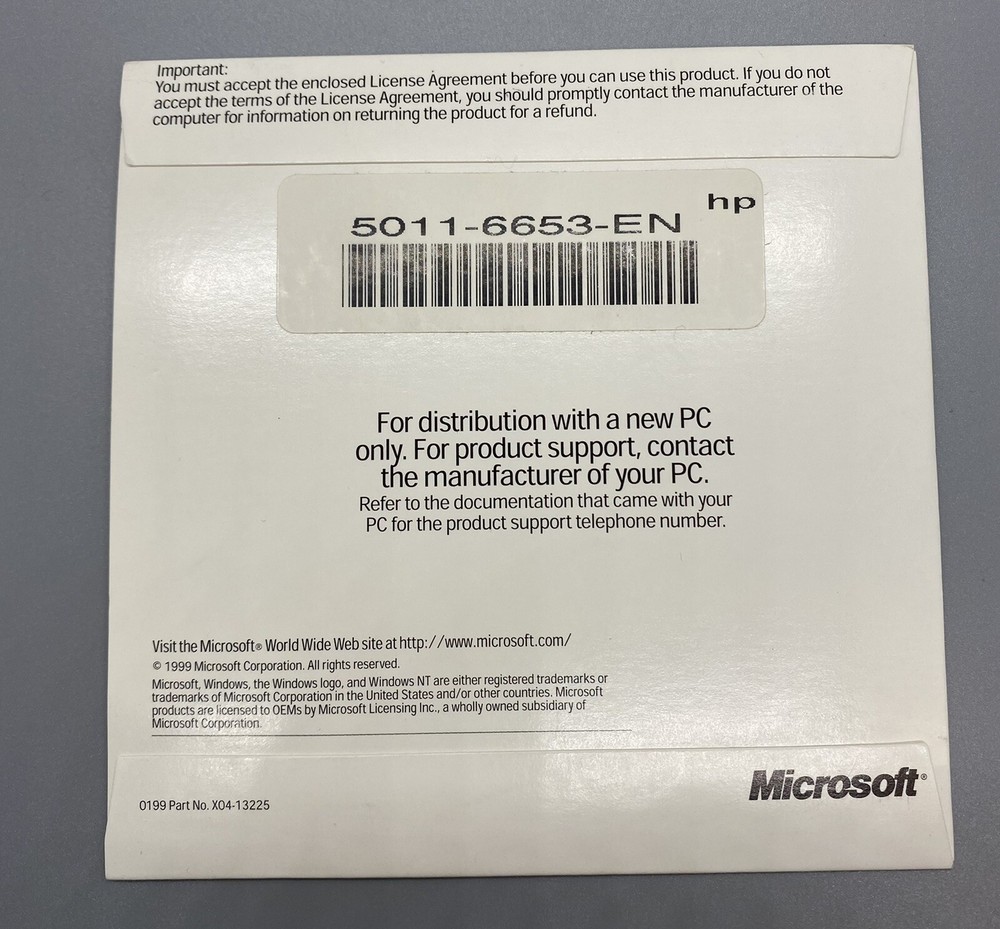 Important:
You must accept the enclosed License Agreement before you can use this product. If you do not
accept the terms of the License Agreement, you should promptly contact the manufacturer of the
computer for information on returning the product for a refund.
hp
5011-6653-EN
For distribution with a new PC
only. For product support, contact
the manufacturer of your PC.
Refer to the documentation that came with your
PC for the product support telephone number.
Visit the Microsoft® World Wide Web site at http://www.microsoft.com/
© 1999 Microsoft Corporation. All rights reserved.
Microsoft, Windows, the Windows logo, and Windows NT are either registered trademarks or
trademarks of Microsoft Corporation in the United States and/or other countries. Microsoft
products are licensed to OEMs by Microsoft Licensing Inc., a wholly owned subsidiary of
Microsoft Corporation.
0199 Part No. X04-13225
Microsoft®